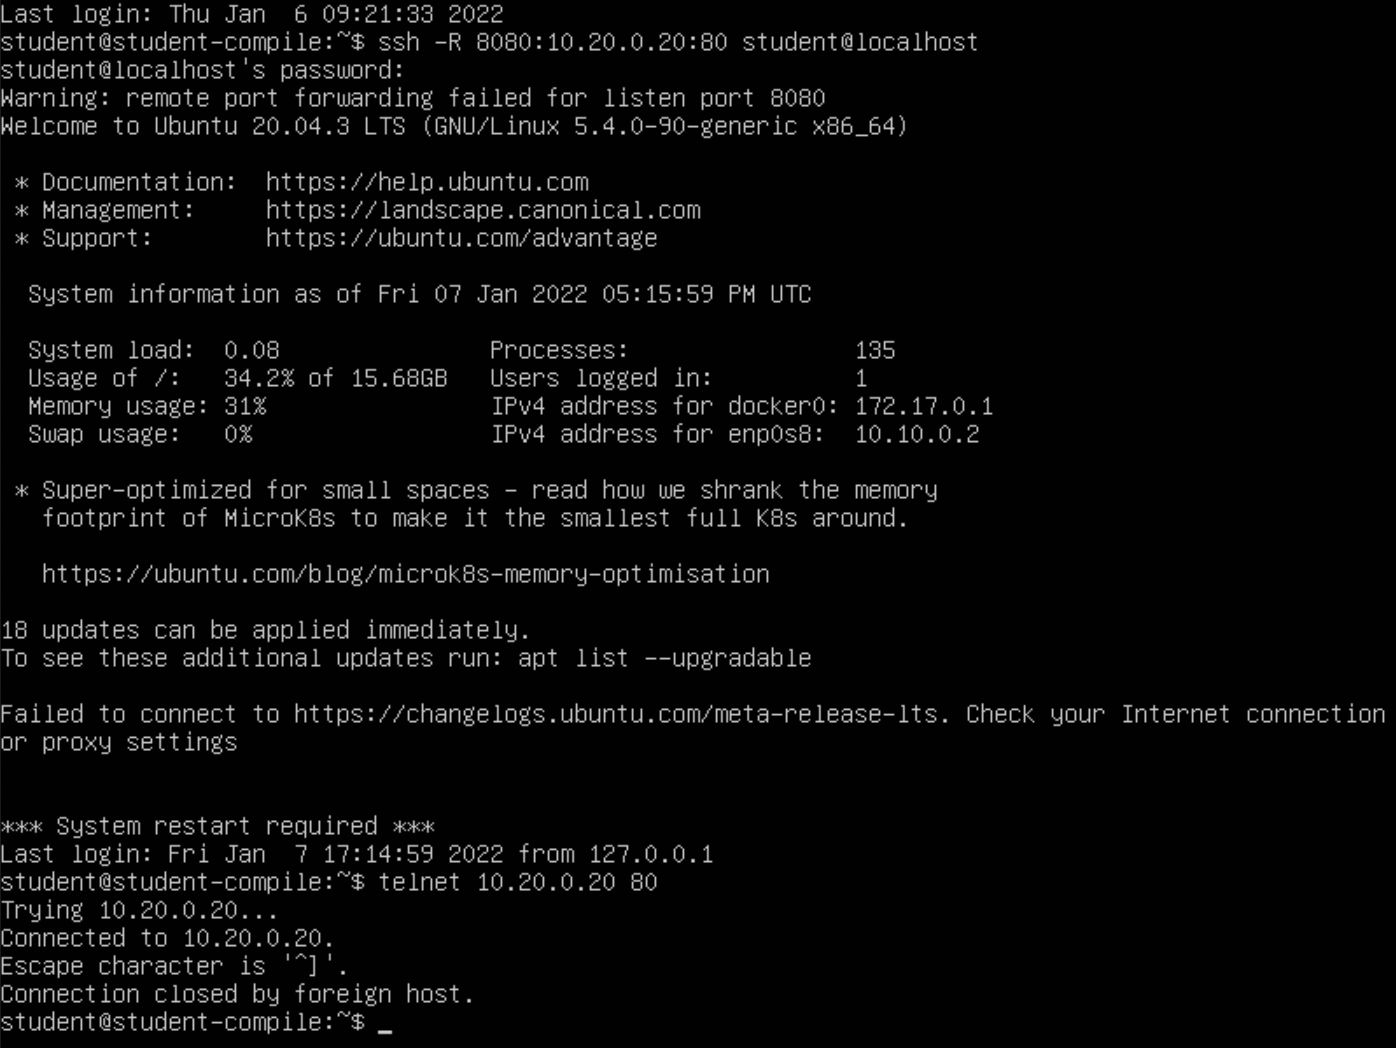 Last login: Thu Jan  6 09:21:33 2022
student@student-compile:~$ ssh -R 8080:10.20.0.20:80 student@localhost
student@localhost's password:
Warning: remote port forwarding failed for listen port 8080
Welcome to Ubuntu 20.04.3 LTS (GNU/Linux 5.4.0-90-generic x86_64)
 * Documentation:  https://help.ubuntu.com
 * Management:     https://landscape.canonical.com
 * Support:        https://ubuntu.com/advantage
  System information as of Fri 07 Jan 2022 05:15:59 PM UTC
  System load:  0.08               Processes:                135
  Usage of /:   34.2% of 15.68GB   Users logged in:          1
  Memory usage: 31%                IPv4 address for docker0: 172.17.0.1
  Swap usage:   0%                 IPv4 address for enp0s8:  10.10.0.2
 * Super-optimized for small spaces - read how we shrank the memory
   footprint of MicroK8s to make it the smallest full K8s around.
   https://ubuntu.com/blog/microk8s-memory-optimisation
18 updates can be applied immediately.
To see these additional updates run: apt list --upgradable
Failed to connect to https://changelogs.ubuntu.com/meta-release-lts. Check your Internet connection
or proxy settings
*** System restart required ***
Last login: Fri Jan  7 17:14:59 2022 from 127.0.0.1
student@student-compile:~$ telnet 10.20.0.20 80
Trying 10.20.0.20...
Connected to 10.20.0.20.
Escape character is '^]'.
Connection closed by foreign host.
student@student-compile:~$ _